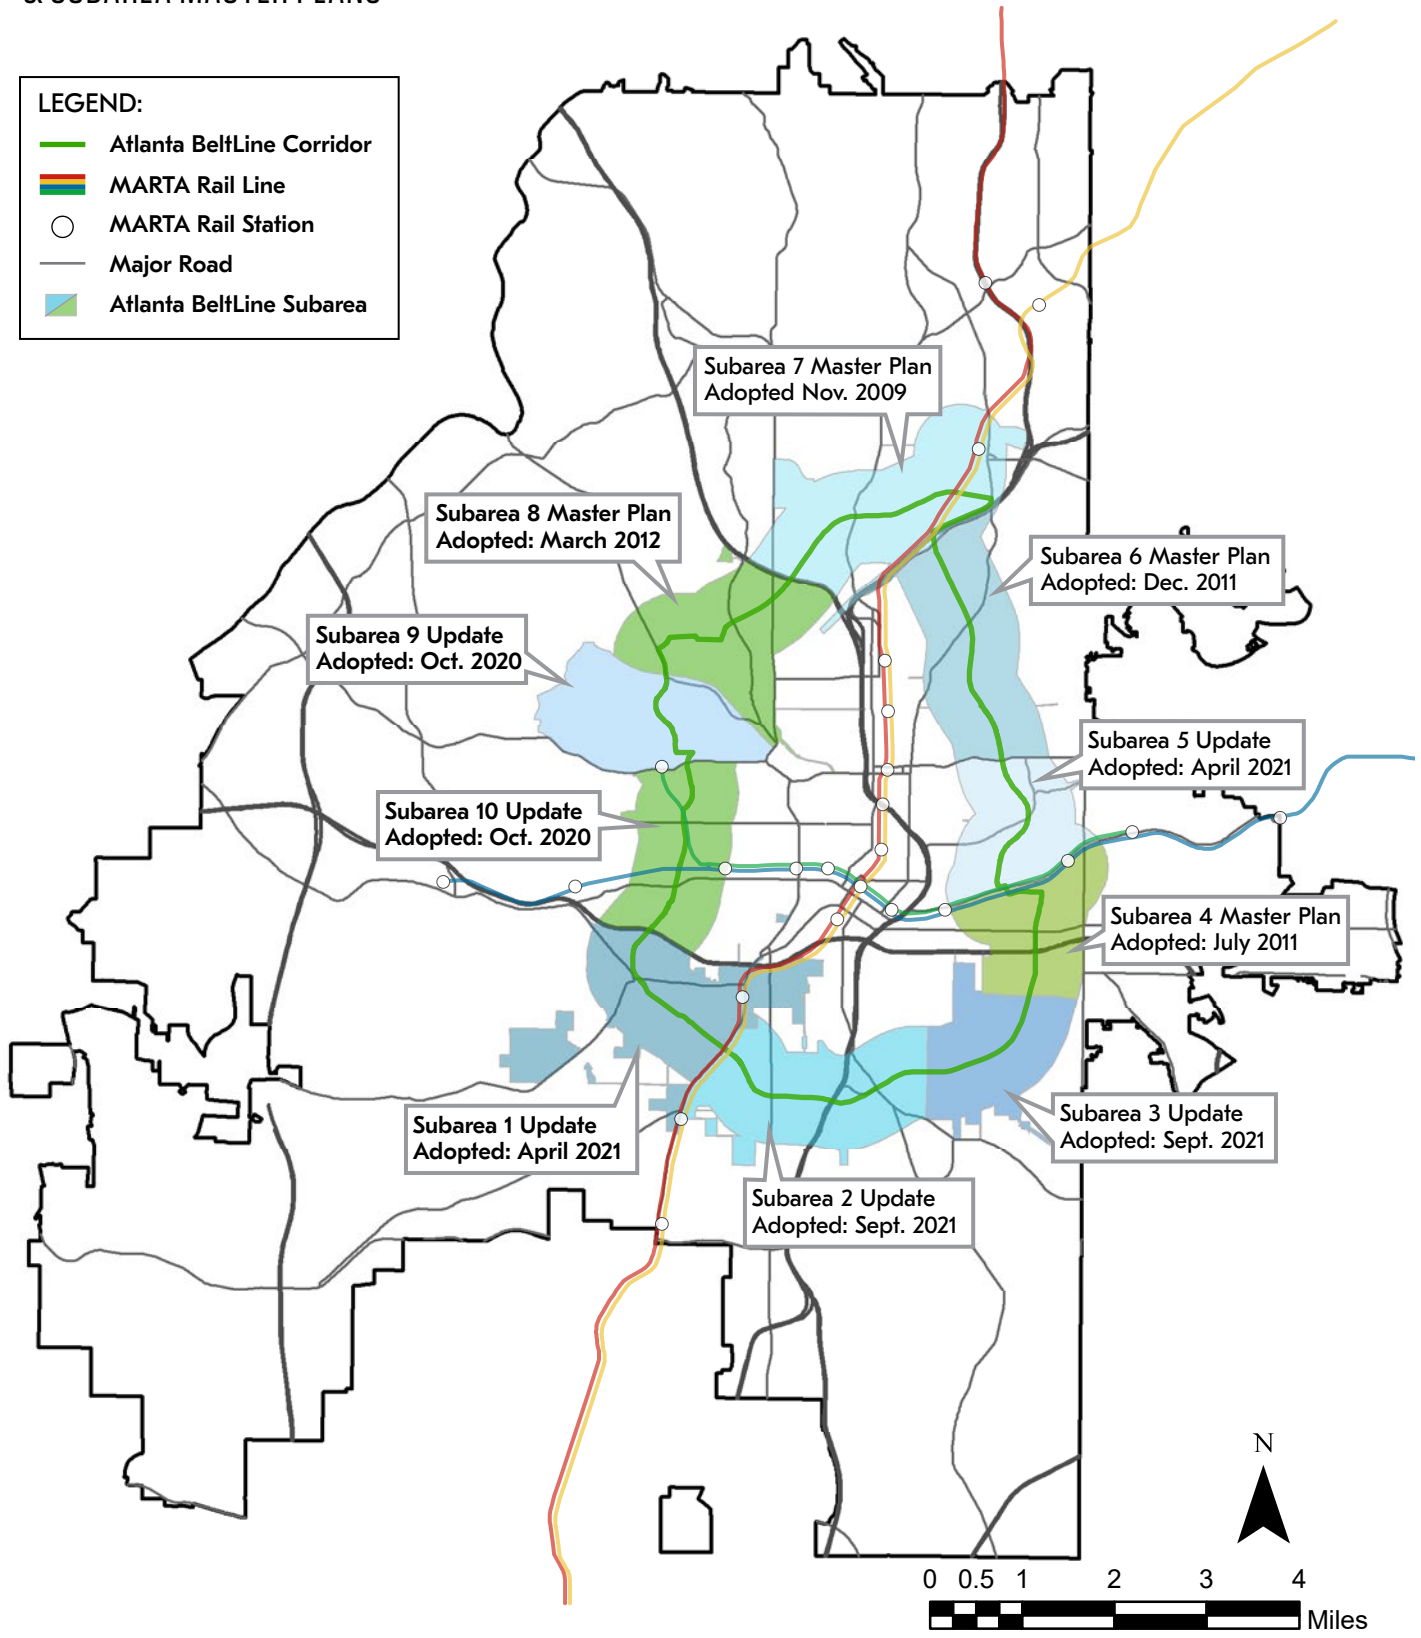 & SUBAREA MASTER PLANS
LEGEND:
Atlanta BeltLine Corridor
MARTA Rail Line
MARTA Rail Station
Major Road
Atlanta BeltLine Subarea
Subarea 7 Master Plan
Adopted Nov. 2009
Subarea 8 Master Plan
Adopted: March 2012
Subarea 6 Master Plan
Adopted: Dec. 2011
Subarea 9 Update
Adopted: Oct. 2020
Subarea 5 Update
Adopted: April 2021
Subarea 10 Update
Adopted: Oct. 2020
Subarea 4 Master Plan
Adopted: July 2011
Subarea 3 Update
Adopted: Sept. 2021
Subarea 1 Update
Adopted: April 2021
Subarea 2 Update
Adopted: Sept. 2021
N
0 0.5 1 2 3 4
Miles